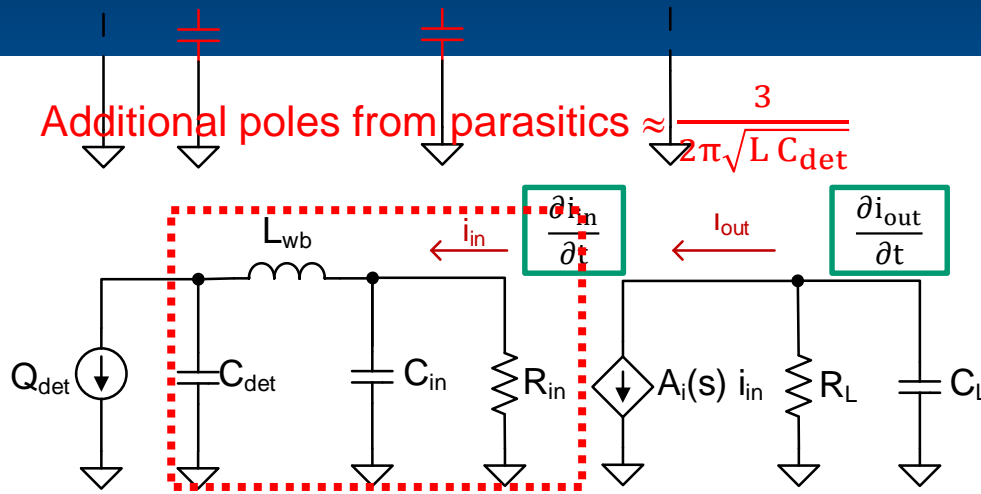 Additional poles from parasitics ≈ 3 / 2π√L C_det
∂i_in / ∂t
∂i_out / ∂t
L_wb
i_in
i_out
Q_det
C_det
C_in
R_in
A_i(s) i_in
R_L
C_L